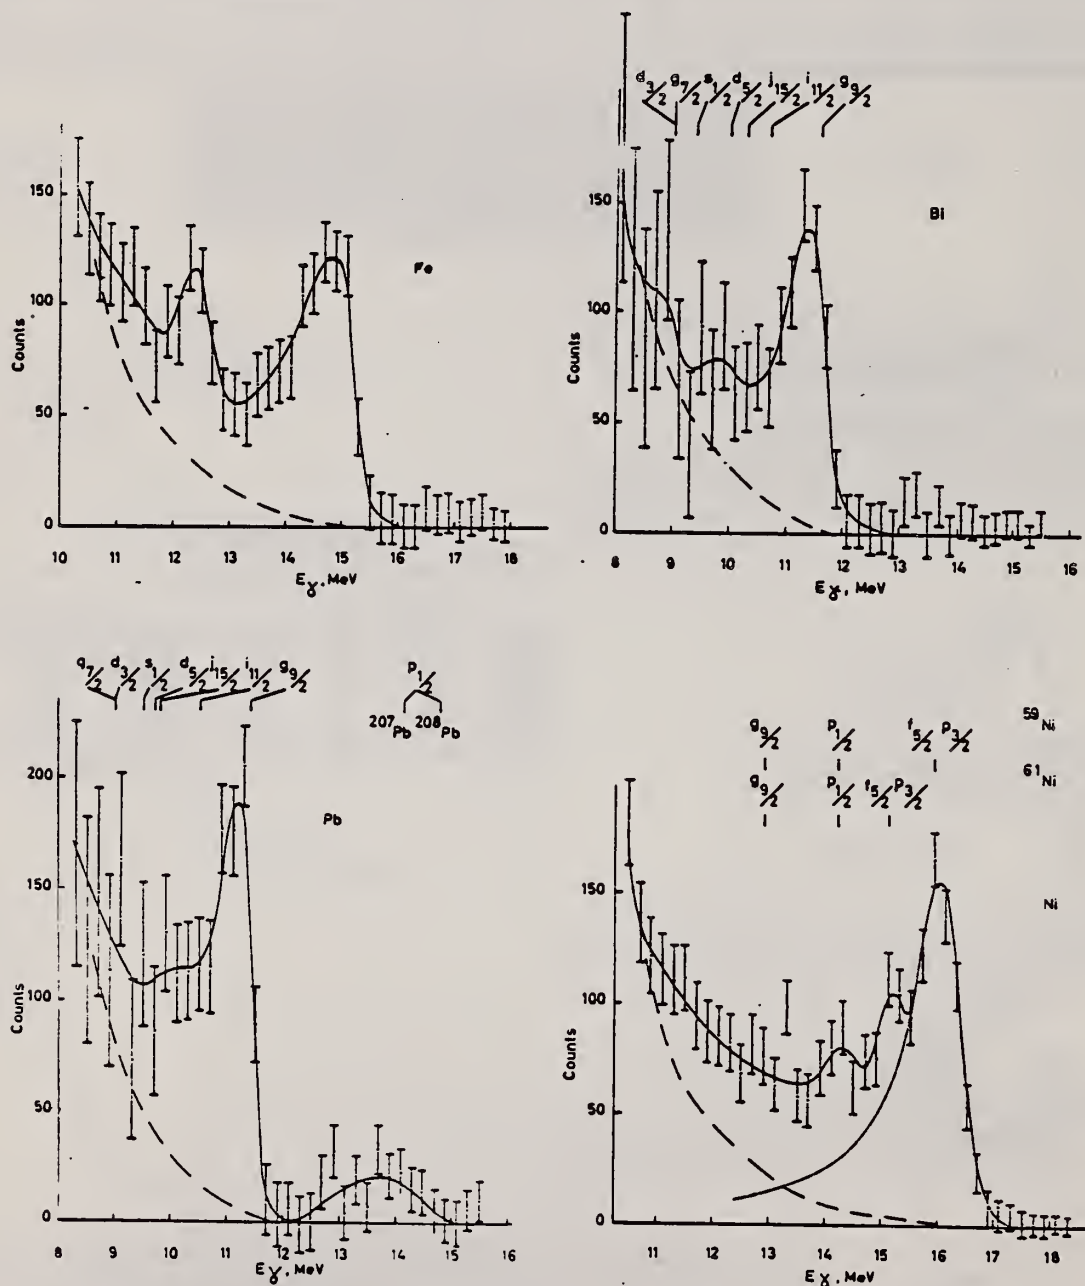 150
100
50
0
Counts
Fe
10 11 12 13 14 15 16 17 18
Eγ, MeV
d3/2 g7/2 s1/2 d5/2 j15/2 i11/2 g9/2
150
100
50
0
Counts
Bi
8 9 10 11 12 13 14 15 16
Eγ, MeV
g7/2 d3/2 s1/2 d5/2 j15/2 i11/2 g9/2
p1/2
207Pb 208Pb
200
150
100
50
0
Counts
Pb
8 9 10 11 12 13 14 15 16
Eγ, MeV
59Ni
g9/2 p1/2 f5/2 p3/2
61Ni
g9/2 p1/2 f5/2 p3/2
150
100
50
0
Counts
Ni
11 12 13 14 15 16 17 18
Eγ, MeV